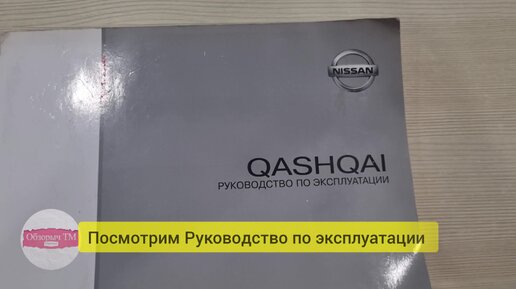 NISSAN
QASHQAI
РУКОВОДСТВО ПО ЭКСПЛУАТАЦИИ
Обзорыч ТМ
Посмотрим Руководство по эксплуатации